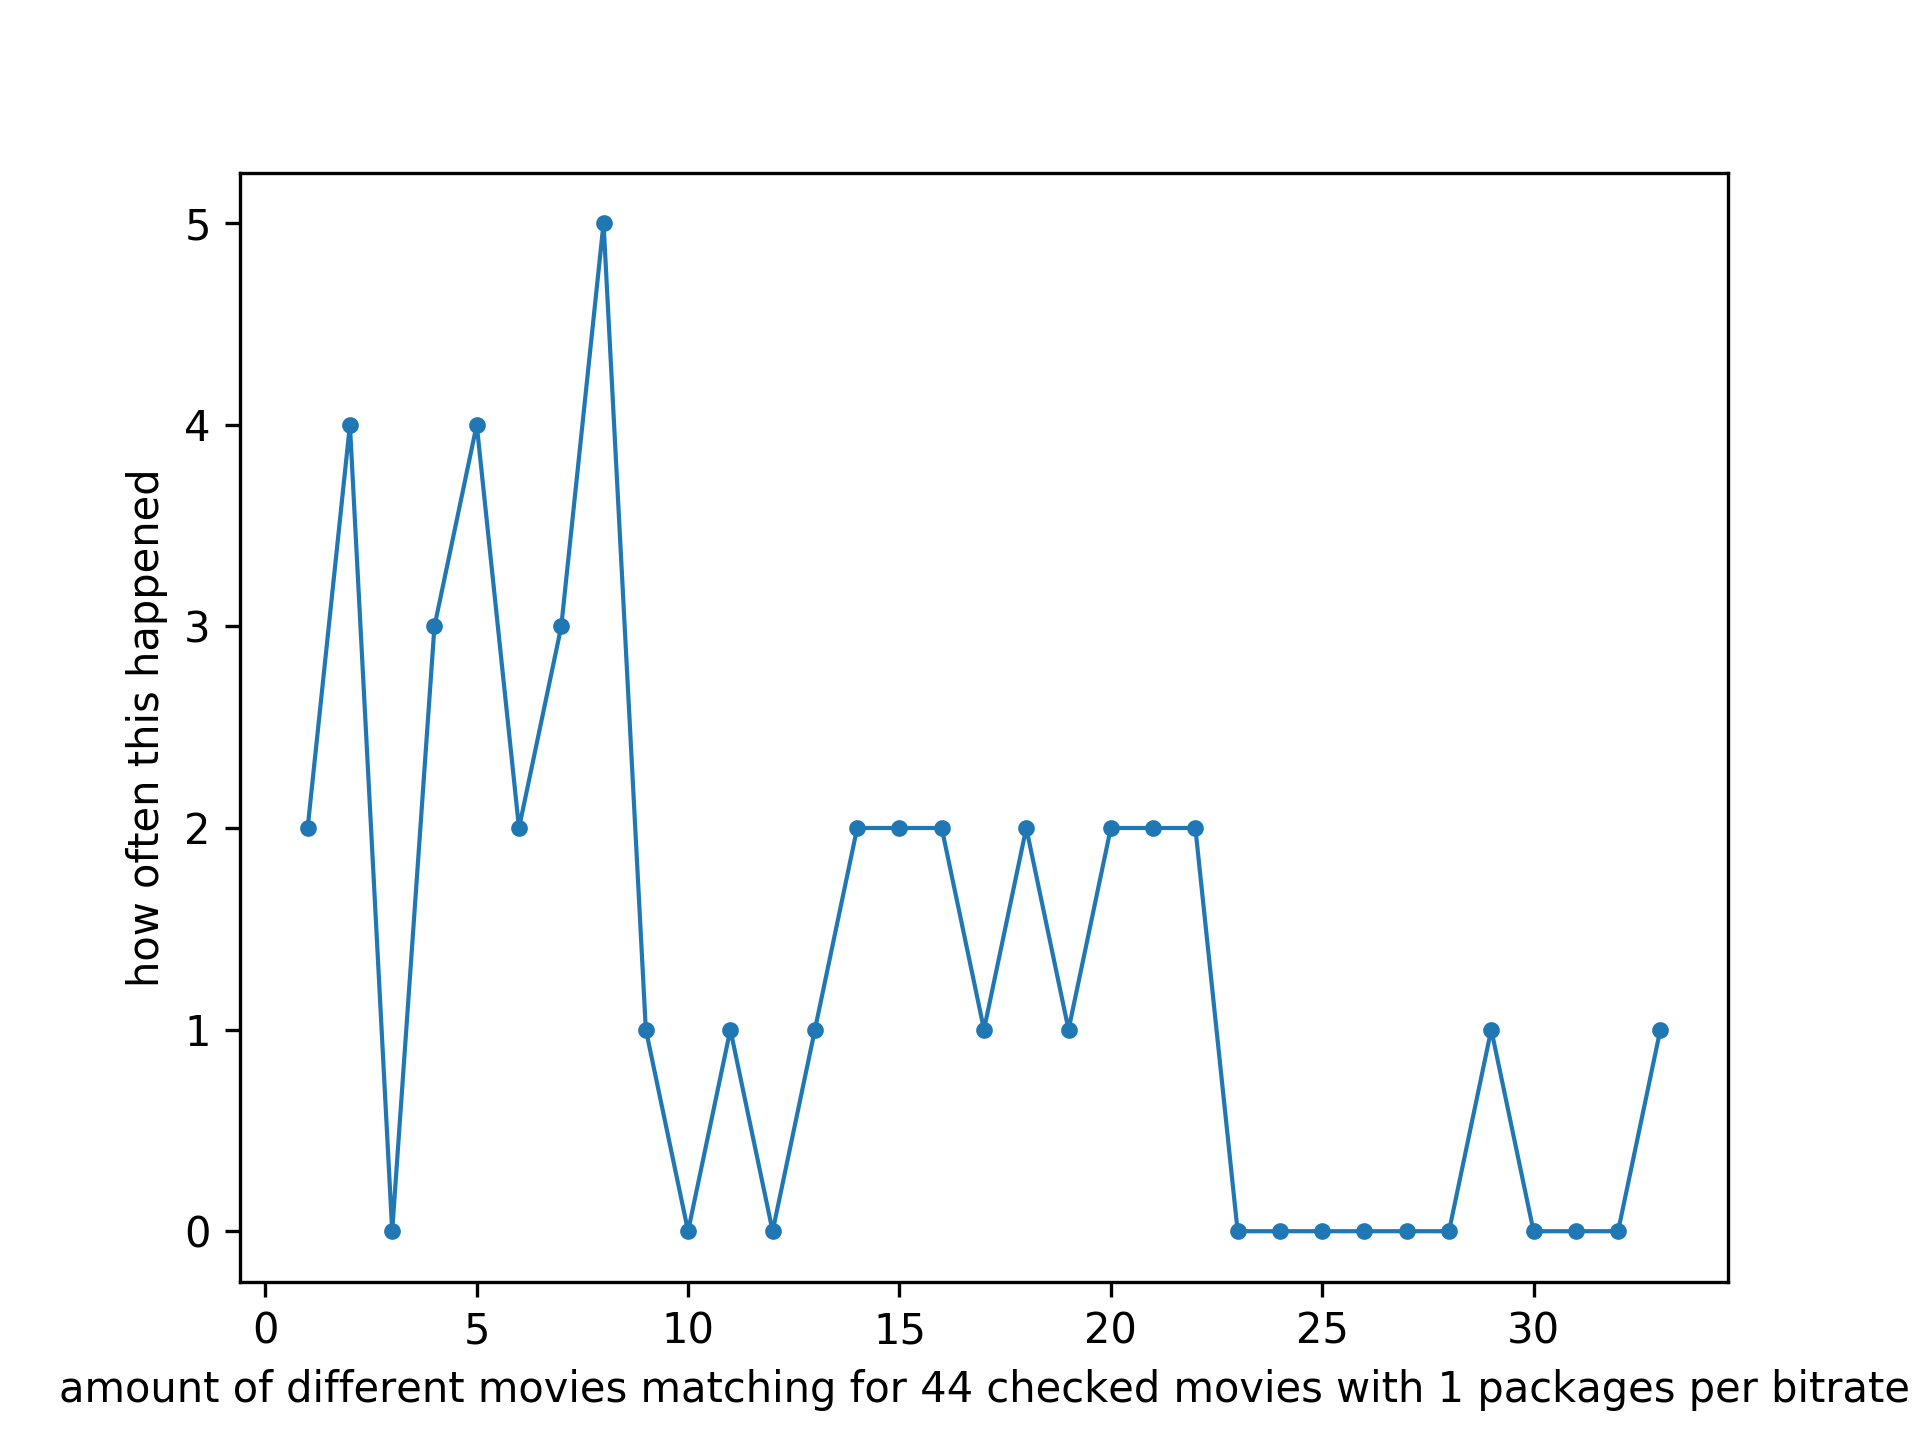 5
4
3
2
1
0
how often this happened
0 5 10 15 20 25 30
amount of different movies matching for 44 checked movies with 1 packages per bitrate